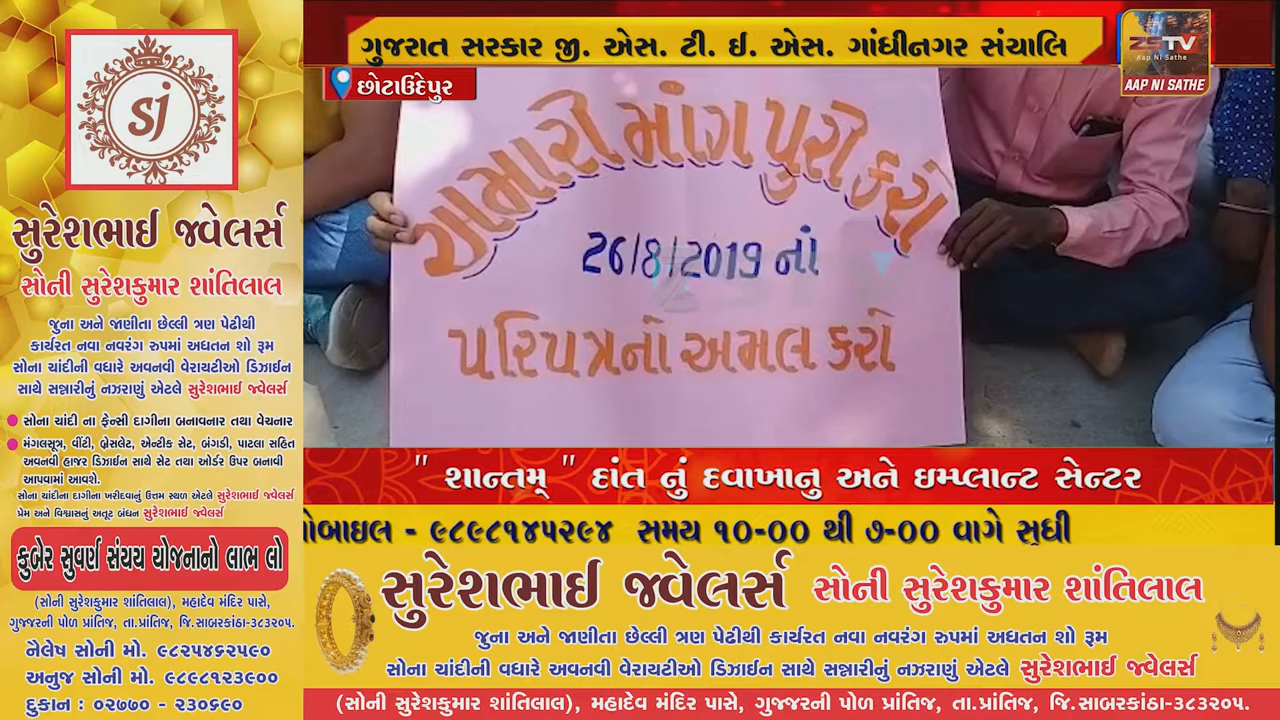 ગુજરાત સરકાર જી. એસ. ટી. ઇ. એસ. ગાંધીનગર સંચાલિ
ZSTV
Aap Ni Sathe
AAP NI SATHE
છોટાઉદેપુર
અમારી માંગ પુરી કરો
26/8/2019 નાં
પરિપત્રનો અમલ કરો
" શાન્તમ્ " દાંત નું દવાખાનુ અને ઇમ્પ્લાન્ટ સેન્ટર
ોબાઇલ - ૯૮૯૮૧૪૫૨૯૪ સમય ૧૦-૦૦ થી ૭-૦૦ વાગે સુધી
sj
સુરેશભાઈ જ્વેલર્સ
સોની સુરેશકુમાર શાંતિલાલ
જુના અને જાણીતા છેલ્લી ત્રણ પેઢીથી
કાર્યરત નવા નવરંગ રુપમાં અધતન શો રૂમ
સોના ચાંદીની વધારે અવનવી વેરાયટીઓ ડિઝાઈન
સાથે સન્નારીનું નઝરાણું એટલે સુરેશભાઈ જ્વેલર્સ
સોના ચાંદી ના ફેન્સી દાગીના બનાવનાર તથા વેચનાર
મંગલસૂત્ર, વીંટી, બ્રેસલેટ, એન્ટીક સેટ, બંગડી, પાટલા સહિત
અવનવી હાજર ડિઝાઈન સાથે સેટ તથા ઓર્ડર ઉપર બનાવી
આપવામાં આવશે.
સોના ચાંદીના દાગીના ખરીદવાનું ઉત્તમ સ્થળ એટલે સુરેશભાઈ જ્વેલર્સ
પ્રેમ અને વિશ્વાસનું અતૂટ બંધન સુરેશભાઈ જ્વેલર્સ
કુબેર સુવર્ણ સંચય યોજનાનો લાભ લો
(સોની સુરેશકુમાર શાંતિલાલ), મહાદેવ મંદિર પાસે,
ગુજ્જરની પોળ પ્રાંતિજ, તા.પ્રાંતિજ, જિ.સાબરકાંઠા-૩૮૩૨૦૫.
નૈલેષ સોની મો. ૯૮૨૫૪૬૨૫૯૦
અનુજ સોની મો. ૯૮૯૮૧૨૩૯૦૦
દુકાન : ૦૨૭૭૦ - ૨૩૦૬૯૦
સુરેશભાઈ જ્વેલર્સ સોની સુરેશકુમાર શાંતિલાલ
જુના અને જાણીતા છેલ્લી ત્રણ પેઢીથી કાર્યરત નવા નવરંગ રુપમાં અધતન શો રૂમ
સોના ચાંદીની વધારે અવનવી વેરાયટીઓ ડિઝાઈન સાથે સન્નારીનું નઝરાણું એટલે સુરેશભાઈ જ્વેલર્સ
(સોની સુરેશકુમાર શાંતિલાલ), મહાદેવ મંદિર પાસે, ગુજ્જરની પોળ પ્રાંતિજ, તા.પ્રાંતિજ, જિ.સાબરકાંઠા-૩૮૩૨૦૫.